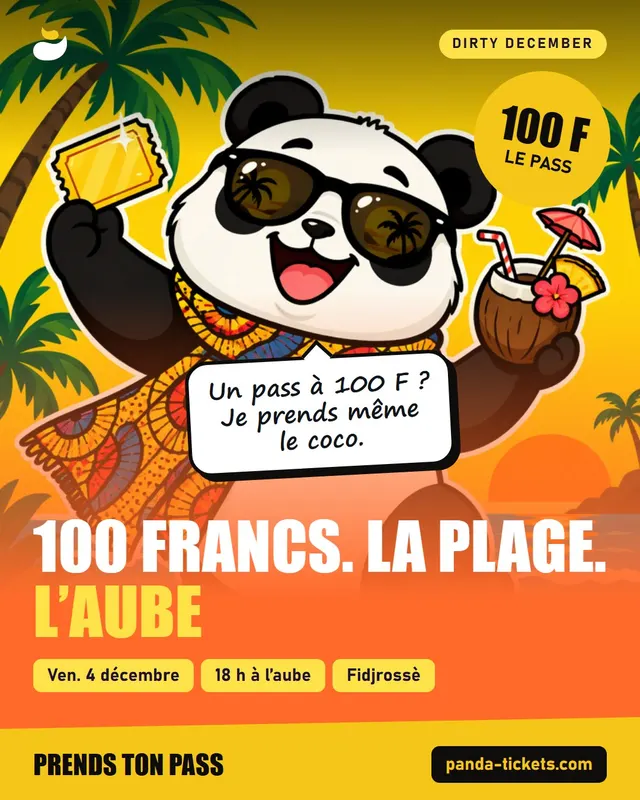 DIRTY DECEMBER
100 F
LE PASS
Un pass à 100 F ?
Je prends même
le coco.
100 FRANCS. LA PLAGE.
L'AUBE
Ven. 4 décembre
18 h à l'aube
Fidjrossè
PRENDS TON PASS
panda-tickets.com